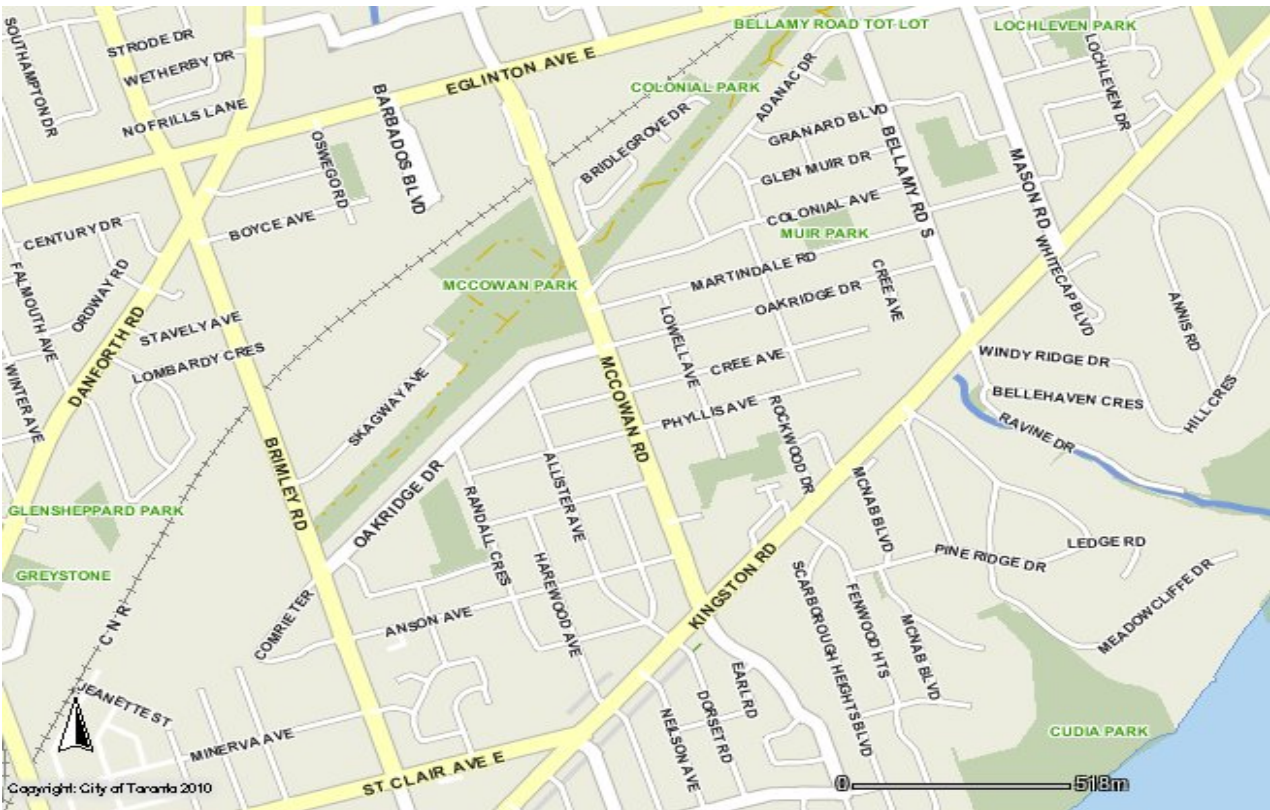 BELLAMY ROAD TOT LOT
LOCHLEVEN PARK
SOUTHAMPTON DR
STRODE DR
WETHERBY DR
NOFRILLS LANE
EGLINTON AVE E
BARBADOS BLVD
OSWEGO RD
COLONIAL PARK
ADANAC DR
LOCHLEVEN DR
BRIDLEGROVE DR
GRANARD BLVD
GLEN MUIR DR
BELLAMY RD S
MASON RD
COLONIAL AVE
MUIR PARK
CENTURY DR
BOYCE AVE
FALMOUTH AVE
ORDWAY RD
MCCOWAN PARK
MARTINDALE RD
OAKRIDGE DR
CREE AVE
WHITECAP BLVD
ANNIS RD
STAVELY AVE
LOMBARDY CRES
DANFORTH RD
WINTER AVE
LOWELL AVE
CREE AVE
MCCOWAN RD
PHYLLIS AVE
WINDY RIDGE DR
BELLEHAVEN CRES
HILL CRES
RAVINE DR
SKAGWAY AVE
BRIMLEY RD
ROCKWOOD DR
OAKRIDGE DR
ALLISTER AVE
RANDALL CRES
HAREWOOD AVE
MCNAB BLVD
GLENSHEPPARD PARK
GREYSTONE
KINGSTON RD
PINE RIDGE DR
LEDGE RD
MEADOWCLIFFE DR
C N R
COMRIE TER
ANSON AVE
SCARBOROUGH HEIGHTS BLVD
FENWOOD HTS
MCNAB BLVD
JEANETTE ST
MINERVA AVE
EARL RD
DORSET RD
NEILSON AVE
CUDIA PARK
ST CLAIR AVE E
Copyright: City of Toronto 2010
0 518m